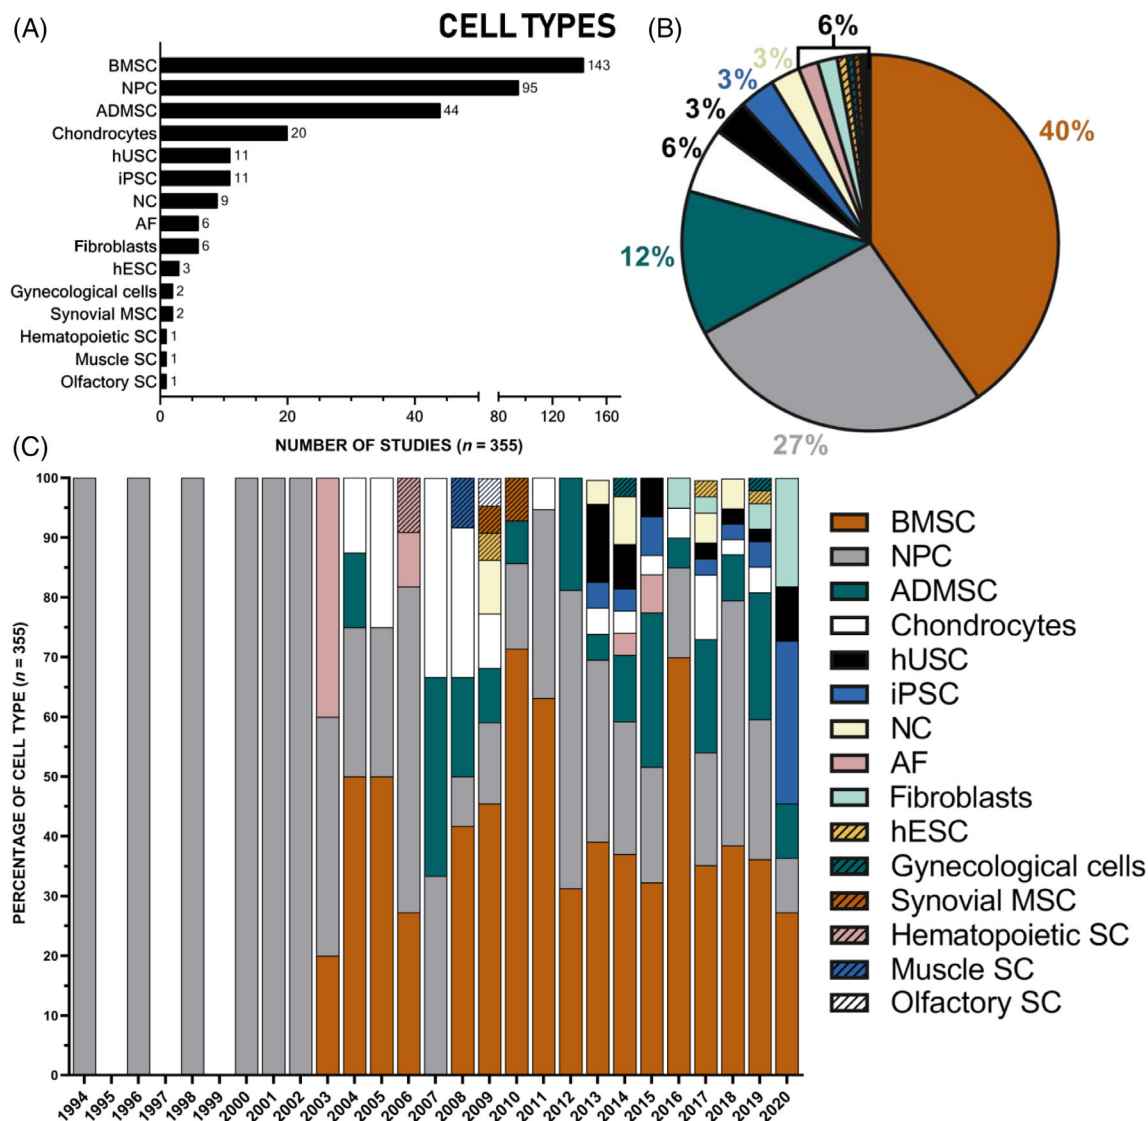 (A)
CELL TYPES
BMSC 143
NPC 95
ADMSC 44
Chondrocytes 20
hUSC 11
iPSC 11
NC 9
AF 6
Fibroblasts 6
hESC 3
Gynecological cells 2
Synovial MSC 2
Hematopoietic SC 1
Muscle SC 1
Olfactory SC 1
0 20 40 80 120 160
NUMBER OF STUDIES (n = 355)
(B)
6%
3%
3%
3%
6%
12%
40%
27%
(C)
PERCENTAGE OF CELL TYPE (n = 355)
100
90
80
70
60
50
40
30
20
10
0
1994 1995 1996 1997 1998 1999 2000 2001 2002 2003 2004 2005 2006 2007 2008 2009 2010 2011 2012 2013 2014 2015 2016 2017 2018 2019 2020
BMSC
NPC
ADMSC
Chondrocytes
hUSC
iPSC
NC
AF
Fibroblasts
hESC
Gynecological cells
Synovial MSC
Hematopoietic SC
Muscle SC
Olfactory SC